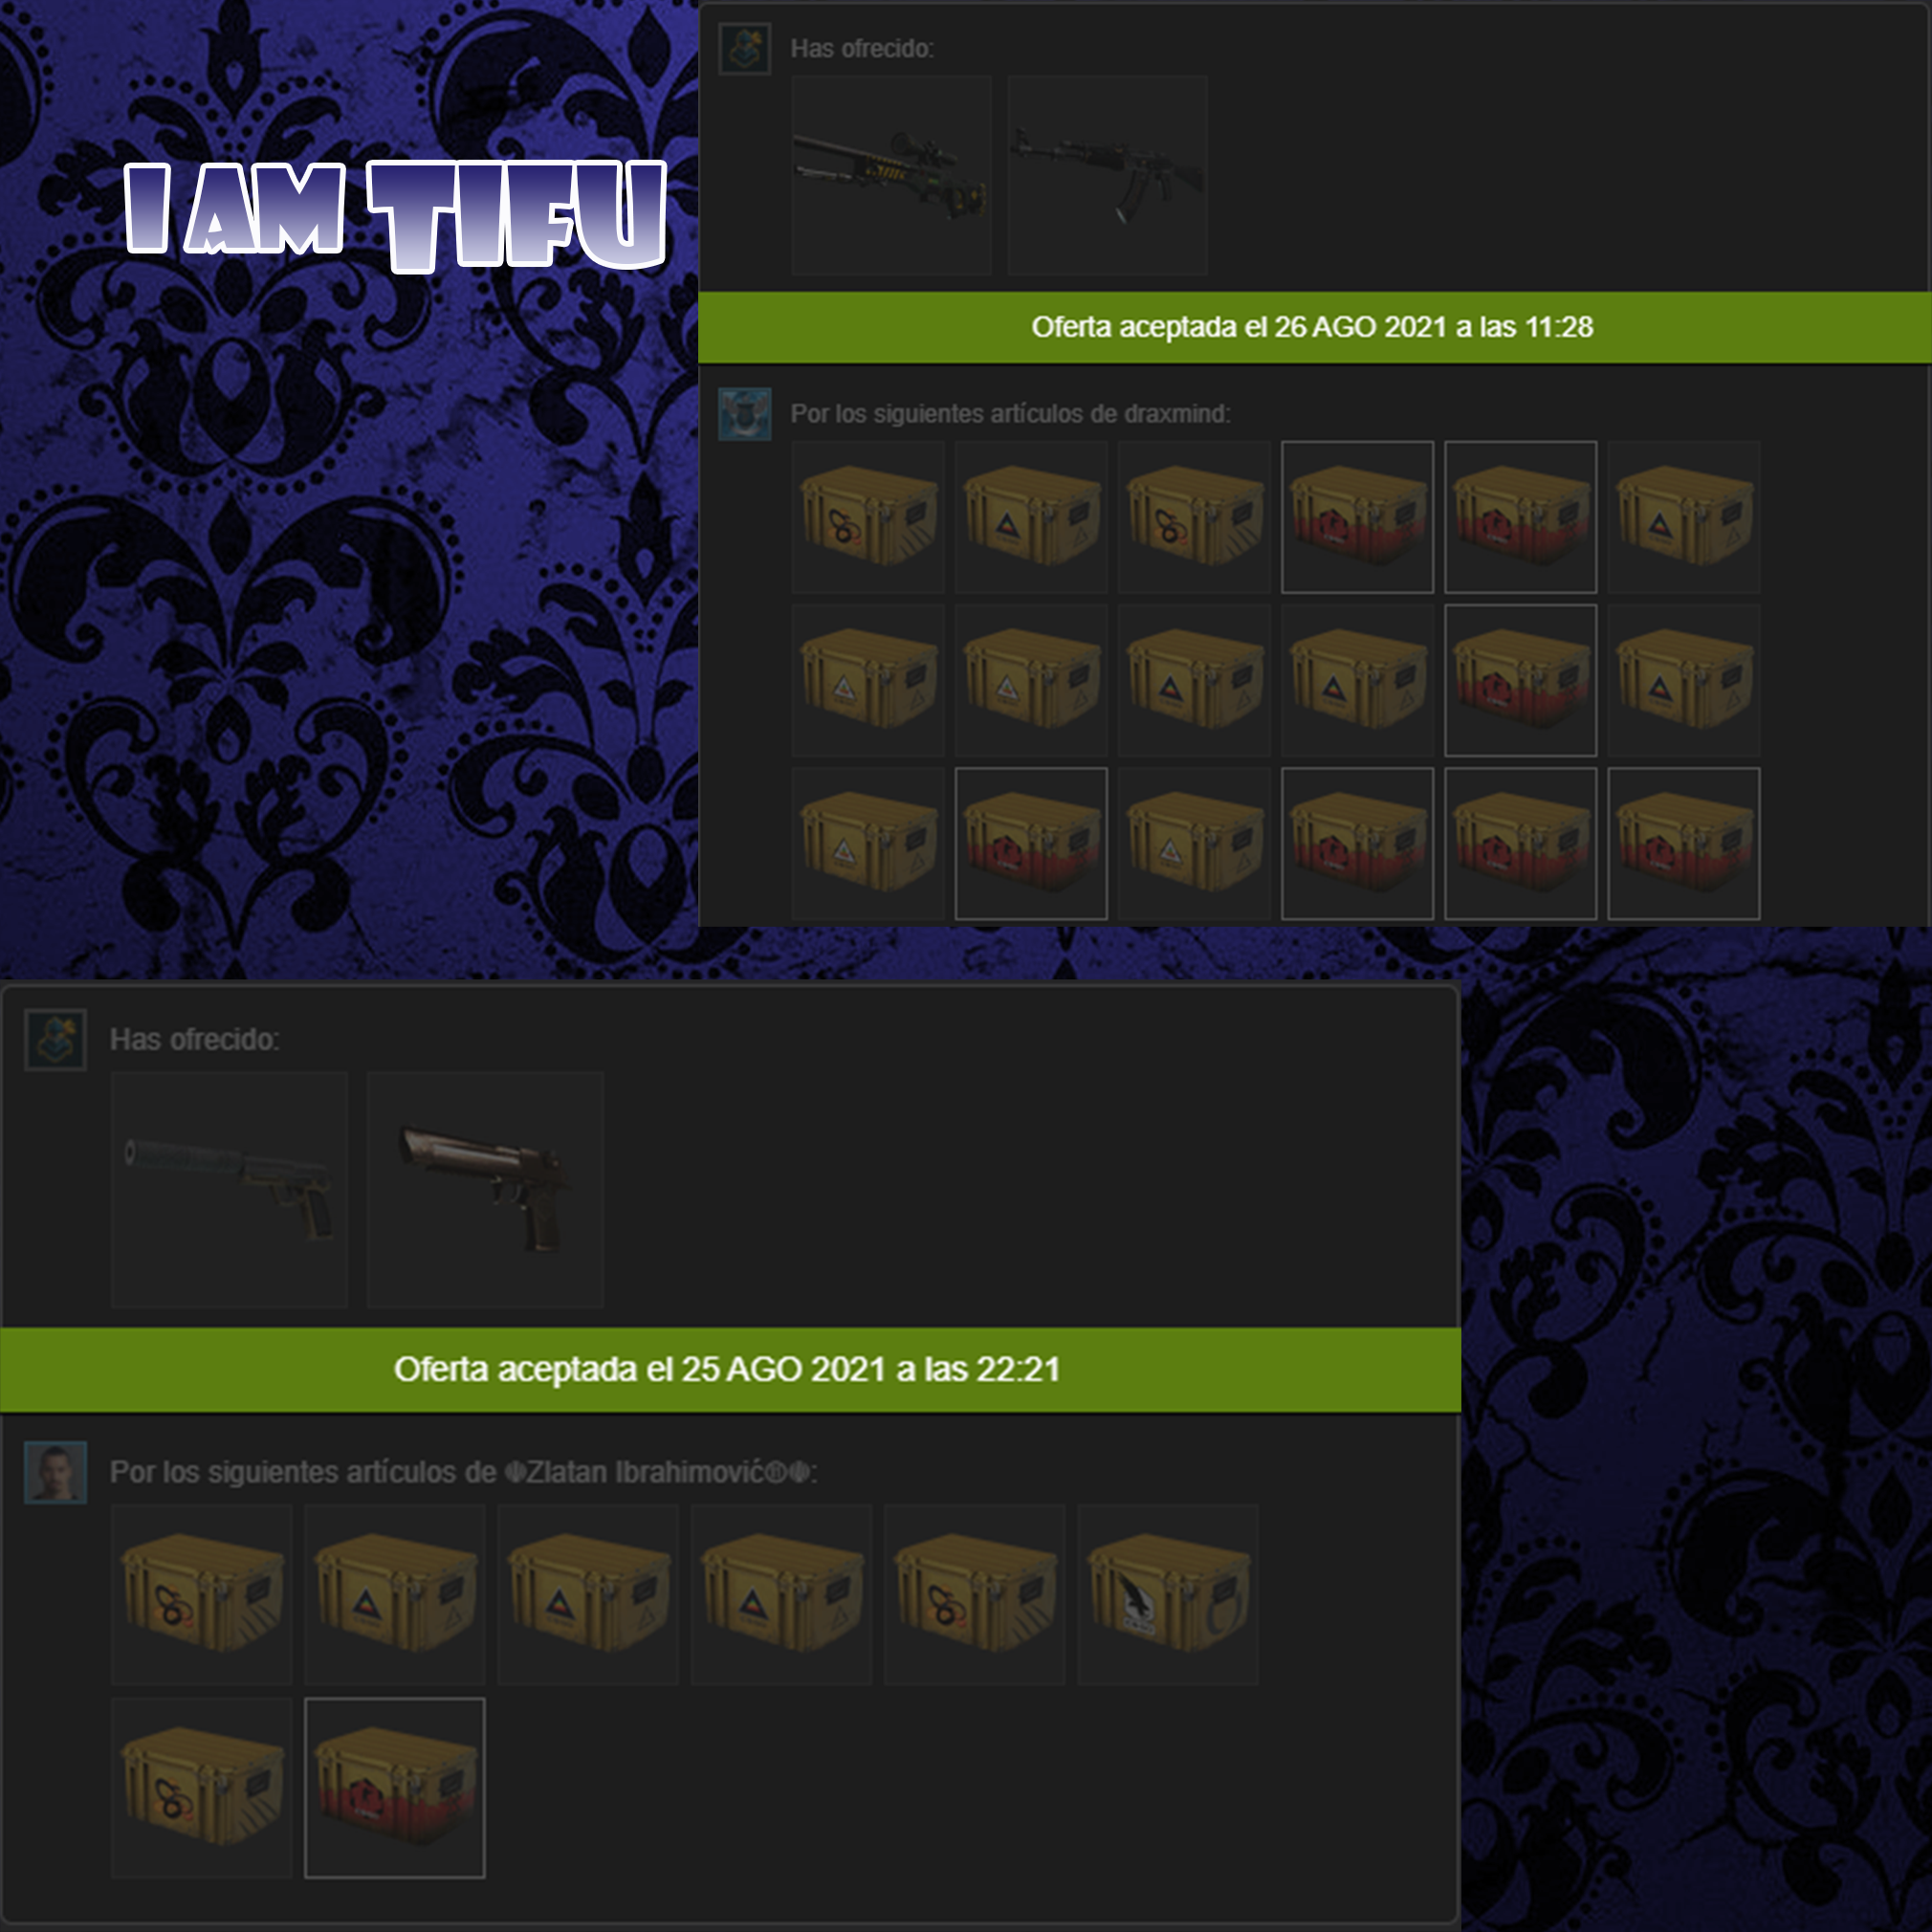 I AM TIFU
Has ofrecido:
Oferta aceptada el 26 AGO 2021 a las 11:28
Por los siguientes artículos de draxmind:
Has ofrecido:
Oferta aceptada el 25 AGO 2021 a las 22:21
Por los siguientes artículos de ☬Zlatan Ibrahimović®☬: